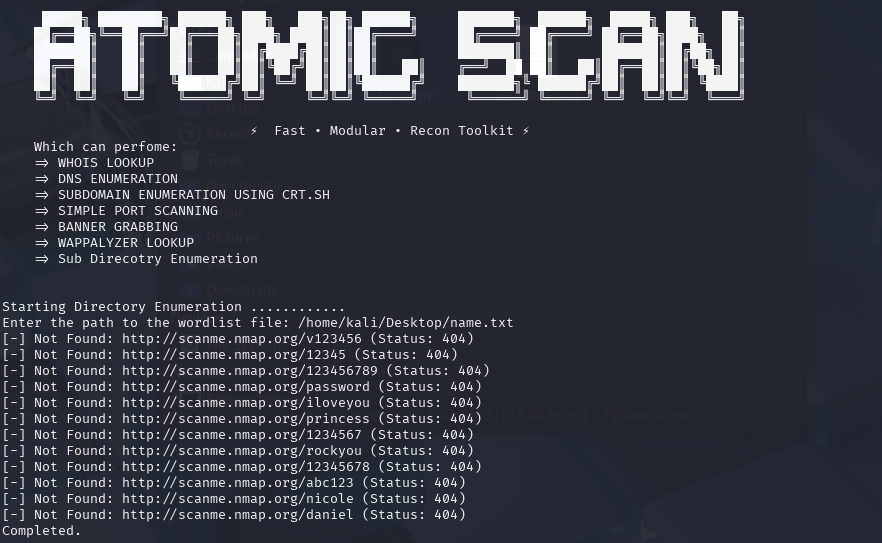 ATOMIC SCAN
⚡ Fast • Modular • Recon Toolkit ⚡
Which can perfome:
=> WHOIS LOOKUP
=> DNS ENUMERATION
=> SUBDOMAIN ENUMERATION USING CRT.SH
=> SIMPLE PORT SCANNING
=> BANNER GRABBING
=> WAPPALYZER LOOKUP
=> Sub Direcotry Enumeration
Desktop
Trash
Pictures
Downloads
Starting Directory Enumeration ............
Enter the path to the wordlist file: /home/kali/Desktop/name.txt
[-] Not Found: http://scanme.nmap.org/v123456 (Status: 404)
[-] Not Found: http://scanme.nmap.org/12345 (Status: 404)
[-] Not Found: http://scanme.nmap.org/123456789 (Status: 404)
[-] Not Found: http://scanme.nmap.org/password (Status: 404)
[-] Not Found: http://scanme.nmap.org/iloveyou (Status: 404)
[-] Not Found: http://scanme.nmap.org/princess (Status: 404)
[-] Not Found: http://scanme.nmap.org/1234567 (Status: 404)
[-] Not Found: http://scanme.nmap.org/rockyou (Status: 404)
[-] Not Found: http://scanme.nmap.org/12345678 (Status: 404)
[-] Not Found: http://scanme.nmap.org/abc123 (Status: 404)
[-] Not Found: http://scanme.nmap.org/nicole (Status: 404)
[-] Not Found: http://scanme.nmap.org/daniel (Status: 404)
Completed.